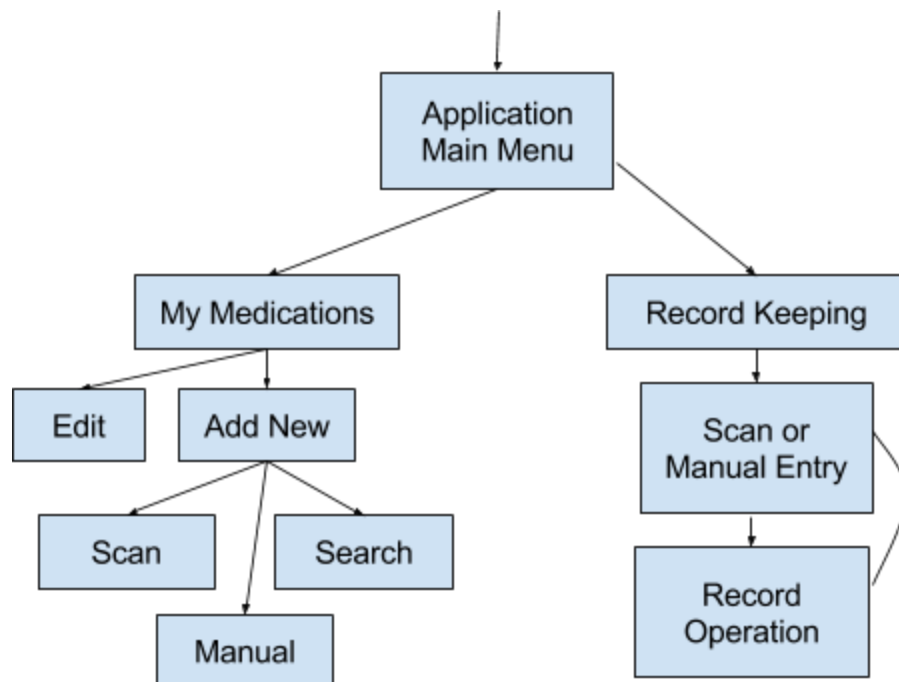 Application
Main Menu
My Medications
Record Keeping
Edit
Add New
Scan or
Manual Entry
Scan
Search
Record
Operation
Manual